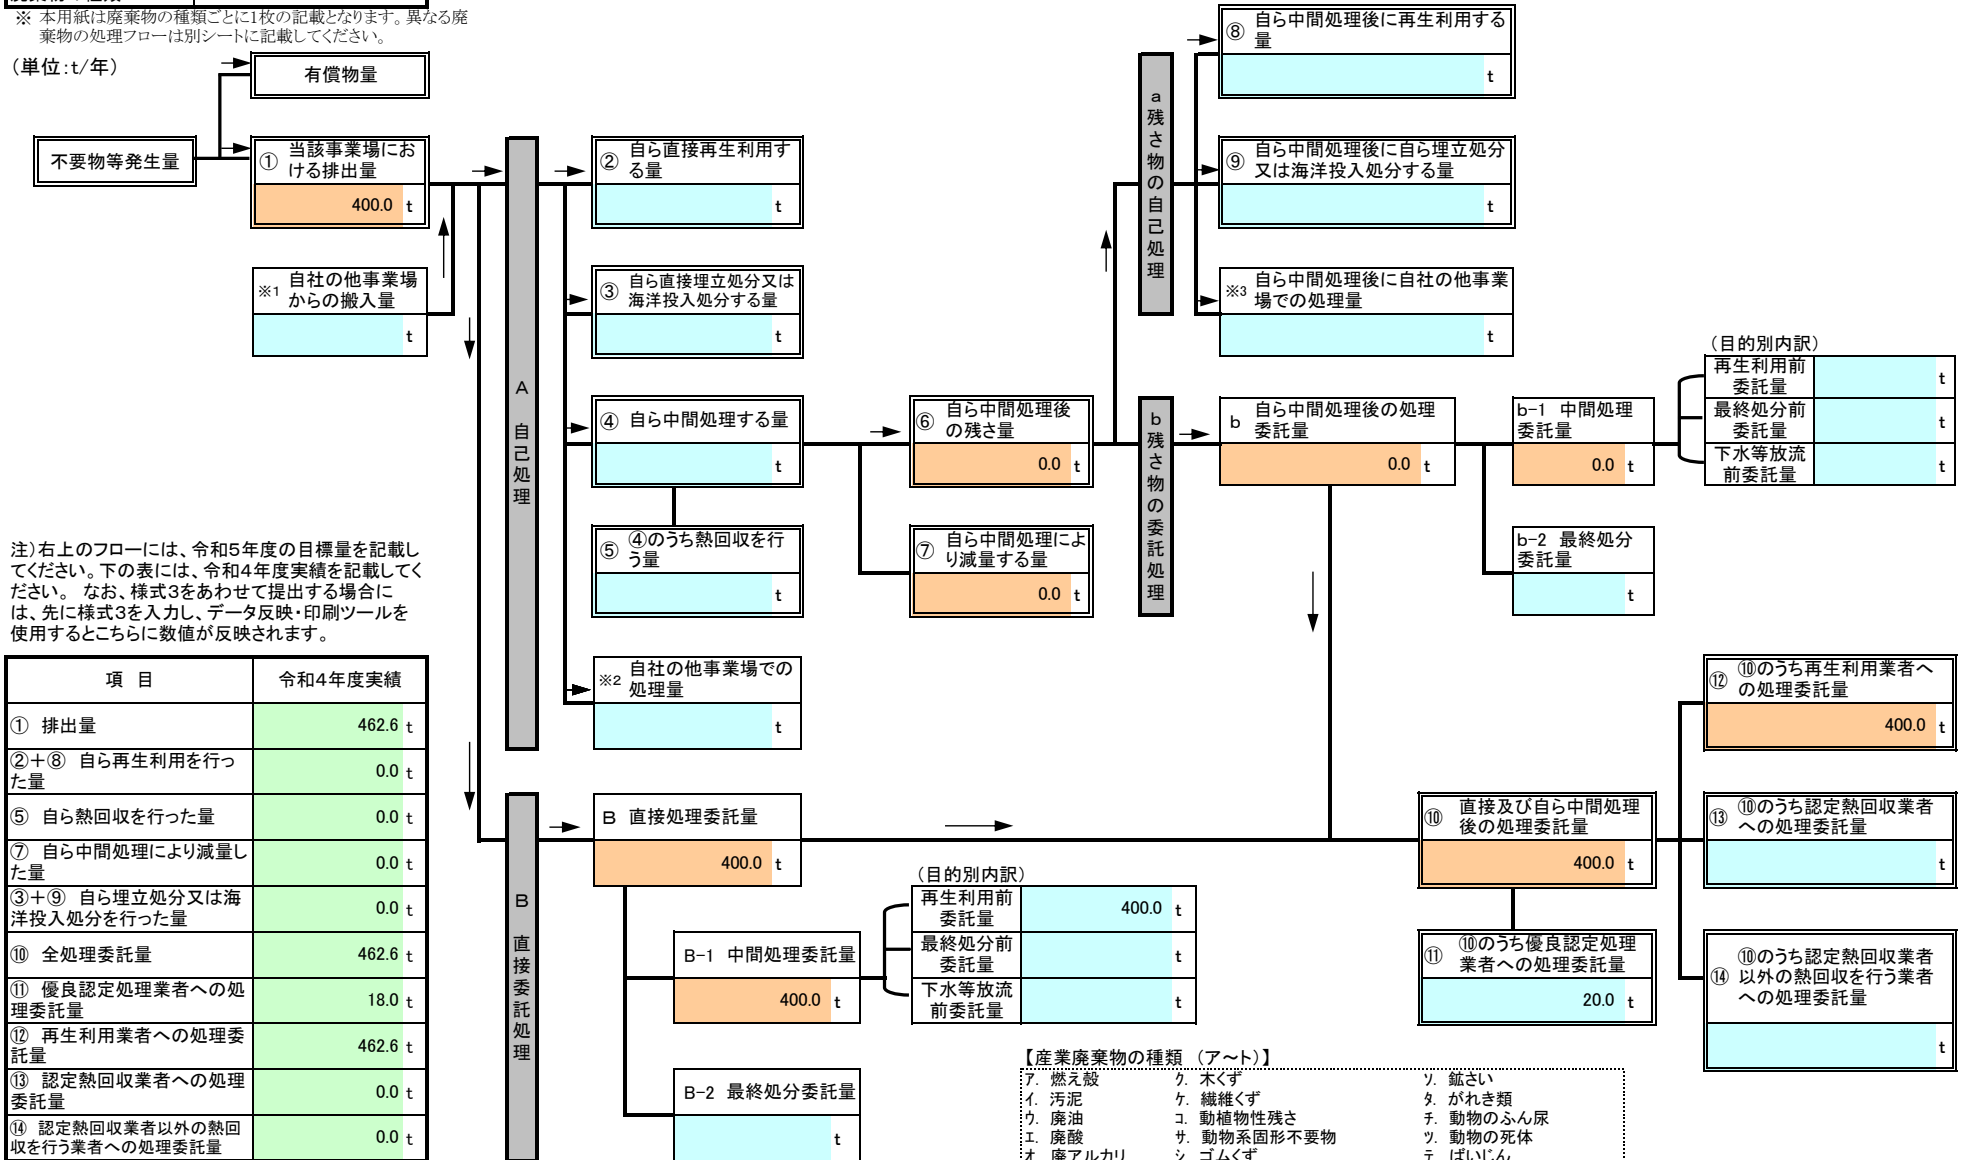 ※ 本用紙は廃棄物の種類ごとに1枚の記載となります。異なる廃
棄物の処理フローは別シートに記載してください。
（単位：t/年）
有償物量
不要物等発生量
① 当該事業場にお
ける排出量
400.0 t
※1 自社の他事業場
からの搬入量
t
A 自己処理
② 自ら直接再生利用す
る量
t
③ 自ら直接埋立処分又は
海洋投入処分する量
t
④ 自ら中間処理する量
t
⑤ ④のうち熱回収を行
う量
t
※2 自社の他事業場での
処理量
t
⑥ 自ら中間処理後
の残さ量
0.0 t
⑦ 自ら中間処理によ
り減量する量
0.0 t
a 残さ物の自己処理
⑧ 自ら中間処理後に再生利用する
量
t
⑨ 自ら中間処理後に自ら埋立処分
又は海洋投入処分する量
t
※3 自ら中間処理後に自社の他事業
場での処理量
t
b 残さ物の委託処理
b 自ら中間処理後の処理
委託量
0.0 t
b-1 中間処理
委託量
0.0 t
（目的別内訳）
再生利用前
委託量
t
最終処分前
委託量
t
下水等放流
前委託量
t
b-2 最終処分
委託量
t
注）右上のフローには、令和5年度の目標量を記載し
てください。下の表には、令和4年度実績を記載してく
ださい。 なお、様式3をあわせて提出する場合に
は、先に様式3を入力し、データ反映・印刷ツールを
使用するとこちらに数値が反映されます。
項 目 令和4年度実績
① 排出量 462.6 t
②＋⑧ 自ら再生利用を行っ
た量 0.0 t
⑤ 自ら熱回収を行った量 0.0 t
⑦ 自ら中間処理により減量し
た量 0.0 t
③＋⑨ 自ら埋立処分又は海
洋投入処分を行った量 0.0 t
⑩ 全処理委託量 462.6 t
⑪ 優良認定処理業者への処
理委託量 18.0 t
⑫ 再生利用業者への処理委
託量 462.6 t
⑬ 認定熱回収業者への処理
委託量 0.0 t
⑭ 認定熱回収業者以外の熱回
収を行う業者への処理委託量 0.0 t
B 直接委託処理
B 直接処理委託量
400.0 t
B-1 中間処理委託量
400.0 t
（目的別内訳）
再生利用前
委託量
400.0 t
最終処分前
委託量
t
下水等放流
前委託量
t
B-2 最終処分委託量
t
⑩ 直接及び自ら中間処理
後の処理委託量
400.0 t
⑪ ⑩のうち優良認定処理
業者への処理委託量
20.0 t
⑫ ⑩のうち再生利用業者へ
の処理委託量
400.0 t
⑬ ⑩のうち認定熱回収業者
への処理委託量
t
⑭ ⑩のうち認定熱回収業者
以外の熱回収を行う業者
への処理委託量
t
【産業廃棄物の種類 （ア～ト）】
ア. 燃え殻 ク. 木くず ソ. 鉱さい
イ. 汚泥 ケ. 繊維くず タ. がれき類
ウ. 廃油 コ. 動植物性残さ チ. 動物のふん尿
エ. 廃酸 サ. 動物系固形不要物 ツ. 動物の死体
オ. 廃アルカリ シ. ゴムくず テ. ばいじん